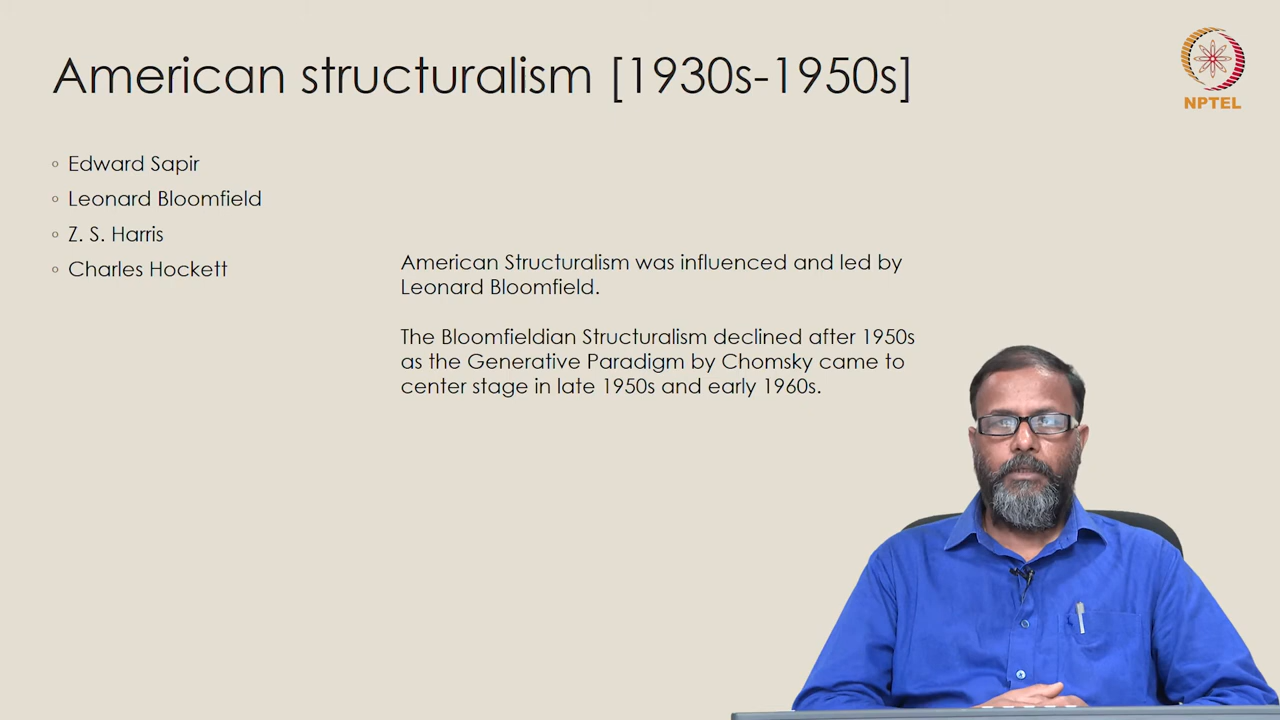 American structuralism [1930s-1950s]
NPTEL
Edward Sapir
Leonard Bloomfield
Z. S. Harris
Charles Hockett
American Structuralism was influenced and led by
Leonard Bloomfield.
The Bloomfieldian Structuralism declined after 1950s
as the Generative Paradigm by Chomsky came to
center stage in late 1950s and early 1960s.